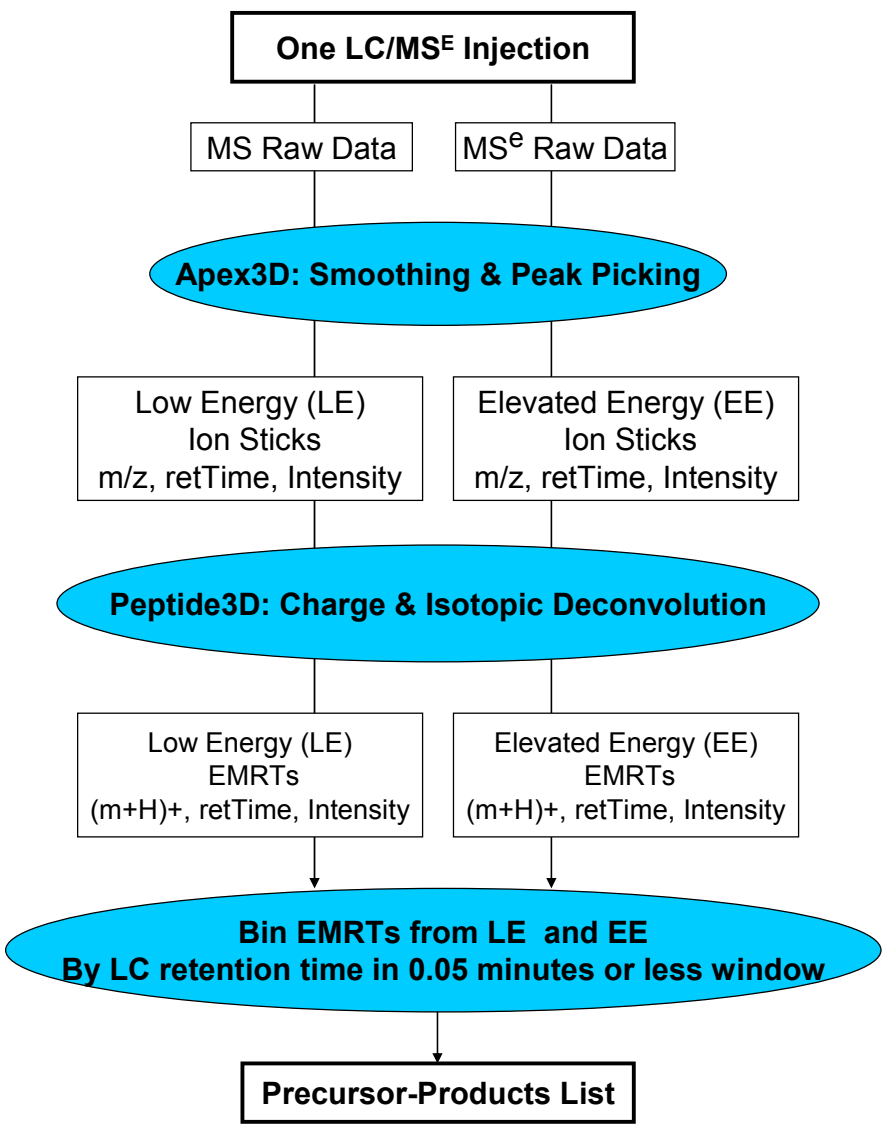 One LC/MSᴱ Injection
MS Raw Data
MSᵉ Raw Data
Apex3D: Smoothing & Peak Picking
Low Energy (LE)
Ion Sticks
m/z, retTime, Intensity
Elevated Energy (EE)
Ion Sticks
m/z, retTime, Intensity
Peptide3D: Charge & Isotopic Deconvolution
Low Energy (LE)
EMRTs
(m+H)+, retTime, Intensity
Elevated Energy (EE)
EMRTs
(m+H)+, retTime, Intensity
Bin EMRTs from LE and EE
By LC retention time in 0.05 minutes or less window
Precursor-Products List